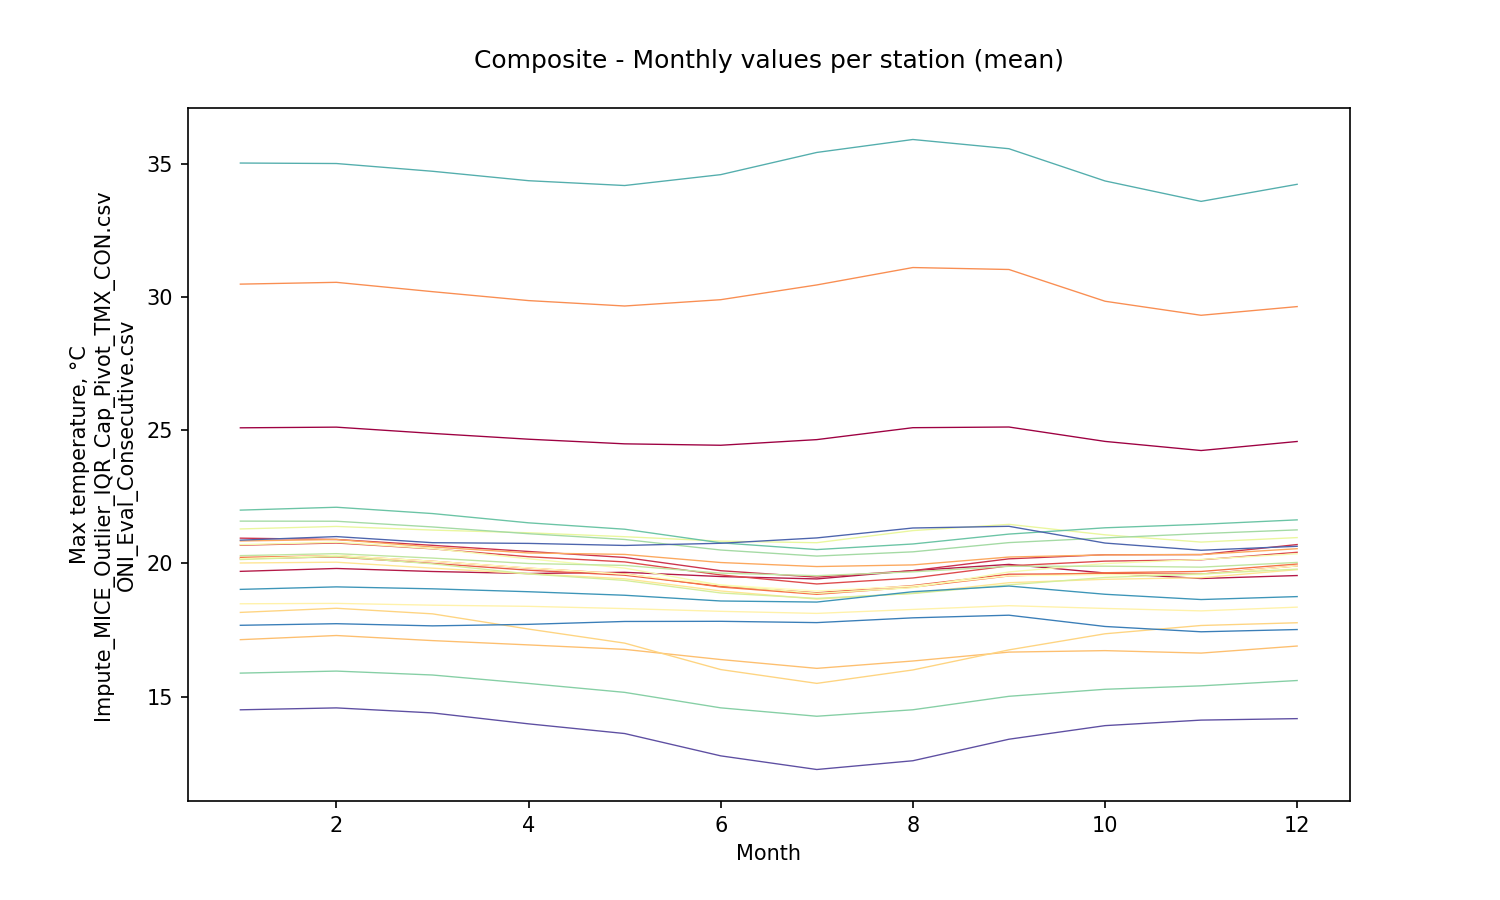 Composite - Monthly values per station (mean)
Max temperature, °C
Impute_MICE_Outlier_IQR_Cap_Pivot_TMX_CON.csv
ONI_Eval_Consecutive.csv
35
30
25
20
15
2 4 6 8 10 12
Month